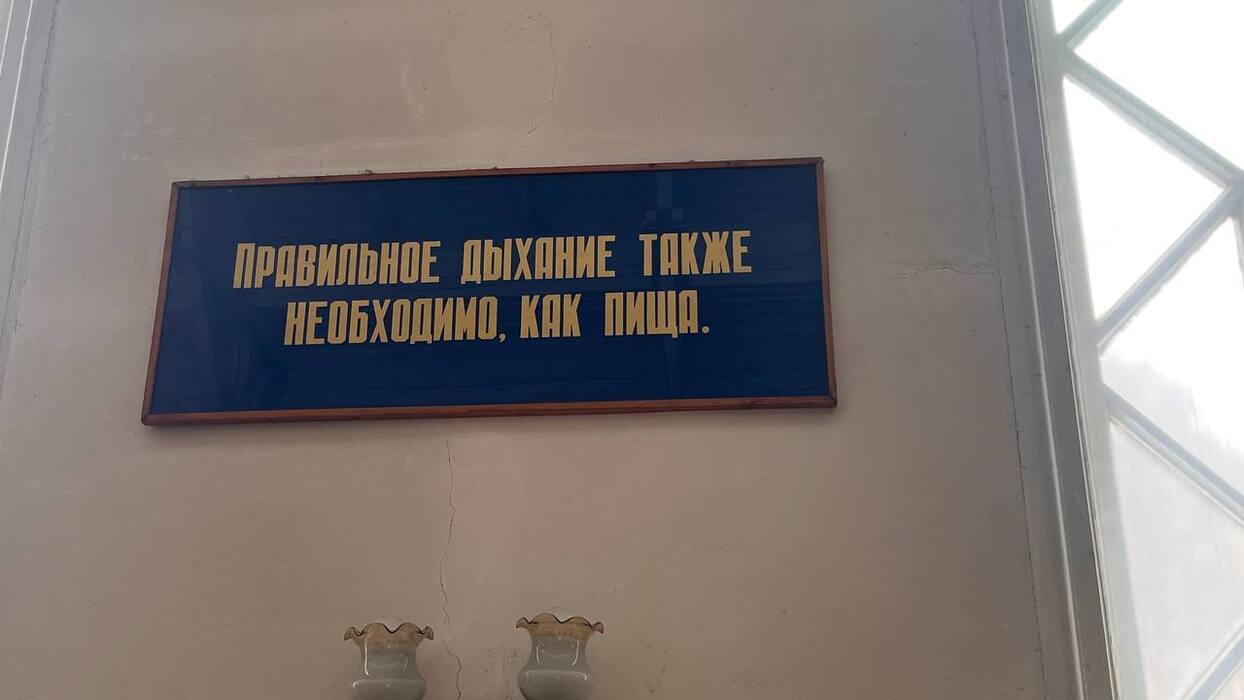 Правильное дыхание также
необходимо, как пища.